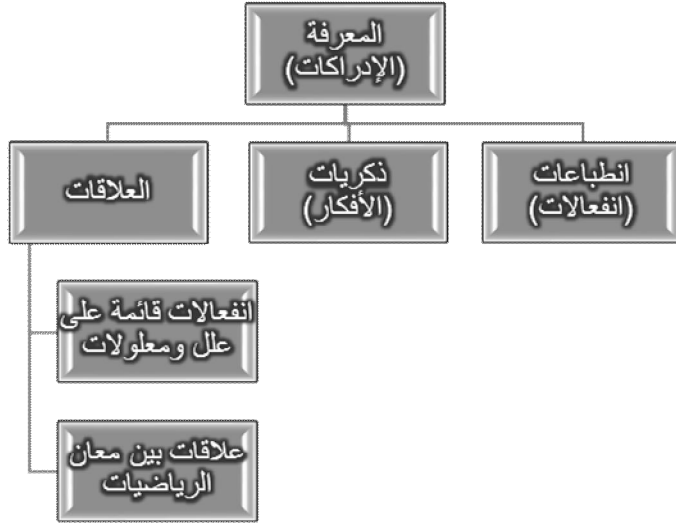 المعرفة
(الإدراكات)
انطباعات
(انفعالات)
ذكريات
(الأفكار)
العلاقات
انفعالات قائمة على
علل ومعلولات
علاقات بين معان
الرياضيات